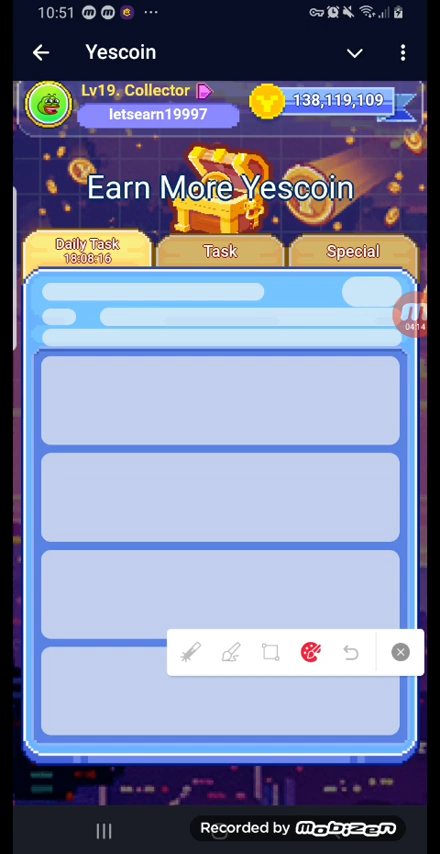 10:51
Yescoin
Lv19. Collector
138,119,109
letsearn19997
Earn More Yescoin
Daily Task
18:08:16
Task
Special
04:14
Recorded by MOBIZEN